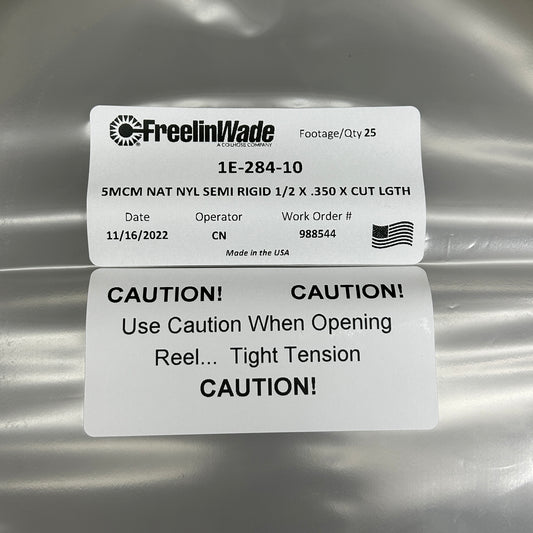 FreelinWade
A COILHOSE COMPANY
Footage/Qty 25
1E-284-10
5MCM NAT NYL SEMI RIGID 1/2 X .350 X CUT LGTH
Date Operator Work Order #
11/16/2022 CN 988544
Made in the USA
CAUTION! CAUTION!
Use Caution When Opening
Reel... Tight Tension
CAUTION!